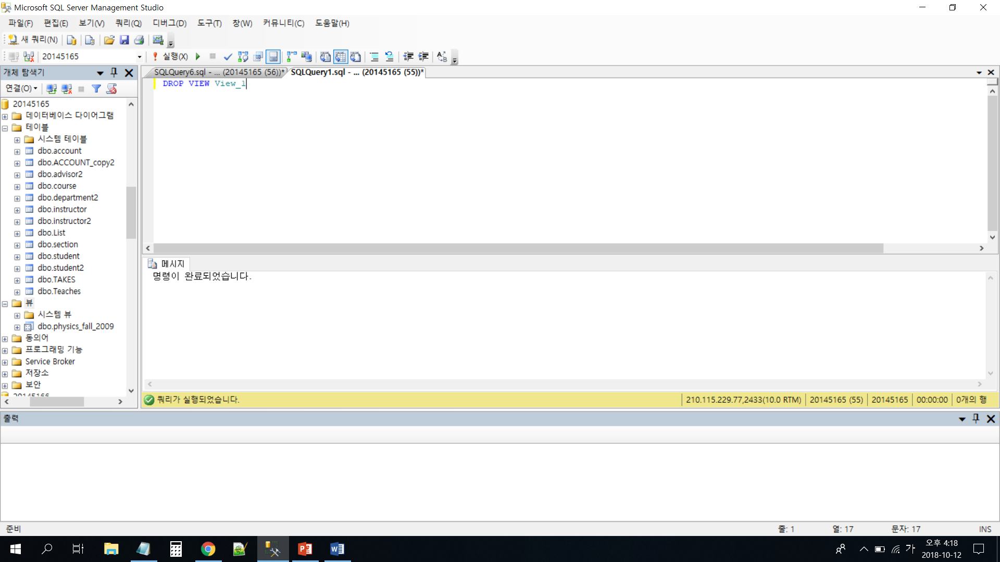 Microsoft SQL Server Management Studio
파일(F) 편집(E) 보기(V) 쿼리(Q) 디버그(D) 도구(T) 창(W) 커뮤니티(C) 도움말(H)
새 쿼리(N)
20145165 실행(X)
개체 탐색기
연결(O)
20145165
데이터베이스 다이어그램
테이블
시스템 테이블
dbo.account
dbo.ACCOUNT_copy2
dbo.advisor2
dbo.course
dbo.department2
dbo.instructor
dbo.instructor2
dbo.List
dbo.section
dbo.student
dbo.student2
dbo.TAKES
dbo.Teaches
뷰
시스템 뷰
dbo.physics_fall_2009
동의어
프로그래밍 기능
Service Broker
저장소
보안
20145166
SQLQuery6.sql - ... (20145165 (56))* SQLQuery1.sql - ... (20145165 (55))*
DROP VIEW View_1
메시지
명령이 완료되었습니다.
쿼리가 실행되었습니다. 210.115.229.77,2433(10.0 RTM) 20145165 (55) 20145165 00:00:00 0개의 행
출력
준비 줄: 1 열: 17 문자: 17 INS
가 오후 4:18
2018-10-12